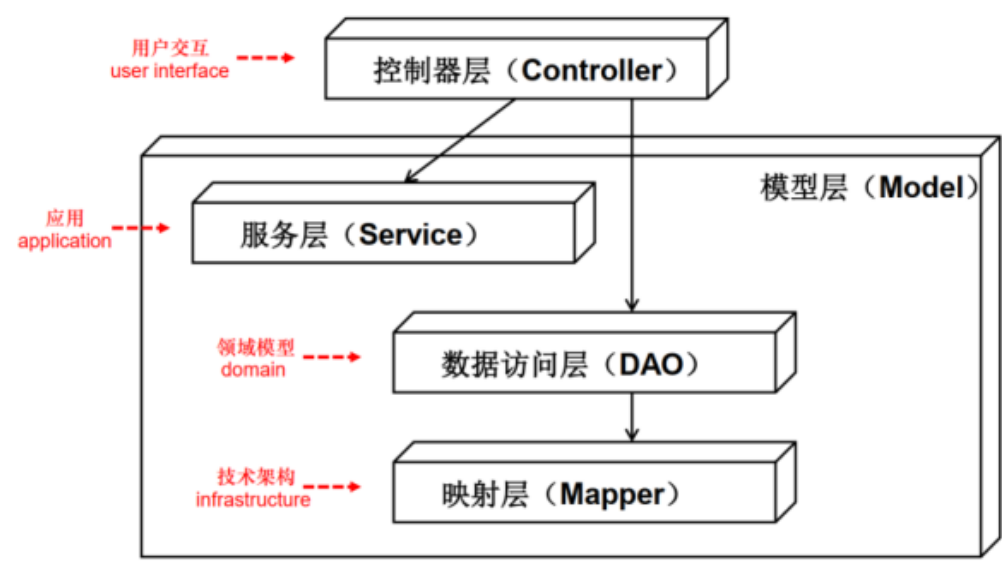 用户交互
user interface
控制器层（Controller）
模型层（Model）
应用
application
服务层（Service）
领域模型
domain
数据访问层（DAO）
技术架构
infrastructure
映射层（Mapper）